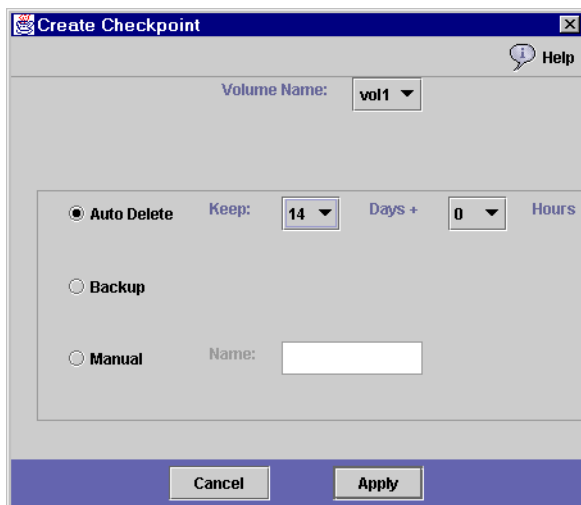 Create Checkpoint
Help
Volume Name: vol1
Auto Delete Keep: 14 Days + 0 Hours
Backup
Manual Name:
Cancel Apply